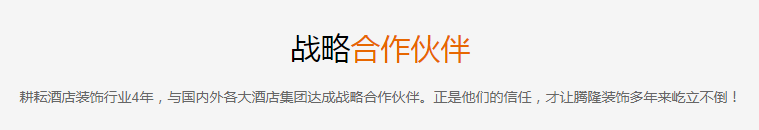 战略合作伙伴
耕耘酒店装饰行业4年，与国内外各大酒店集团达成战略合作伙伴。正是他们的信任，才让腾隆装饰多年来屹立不倒！